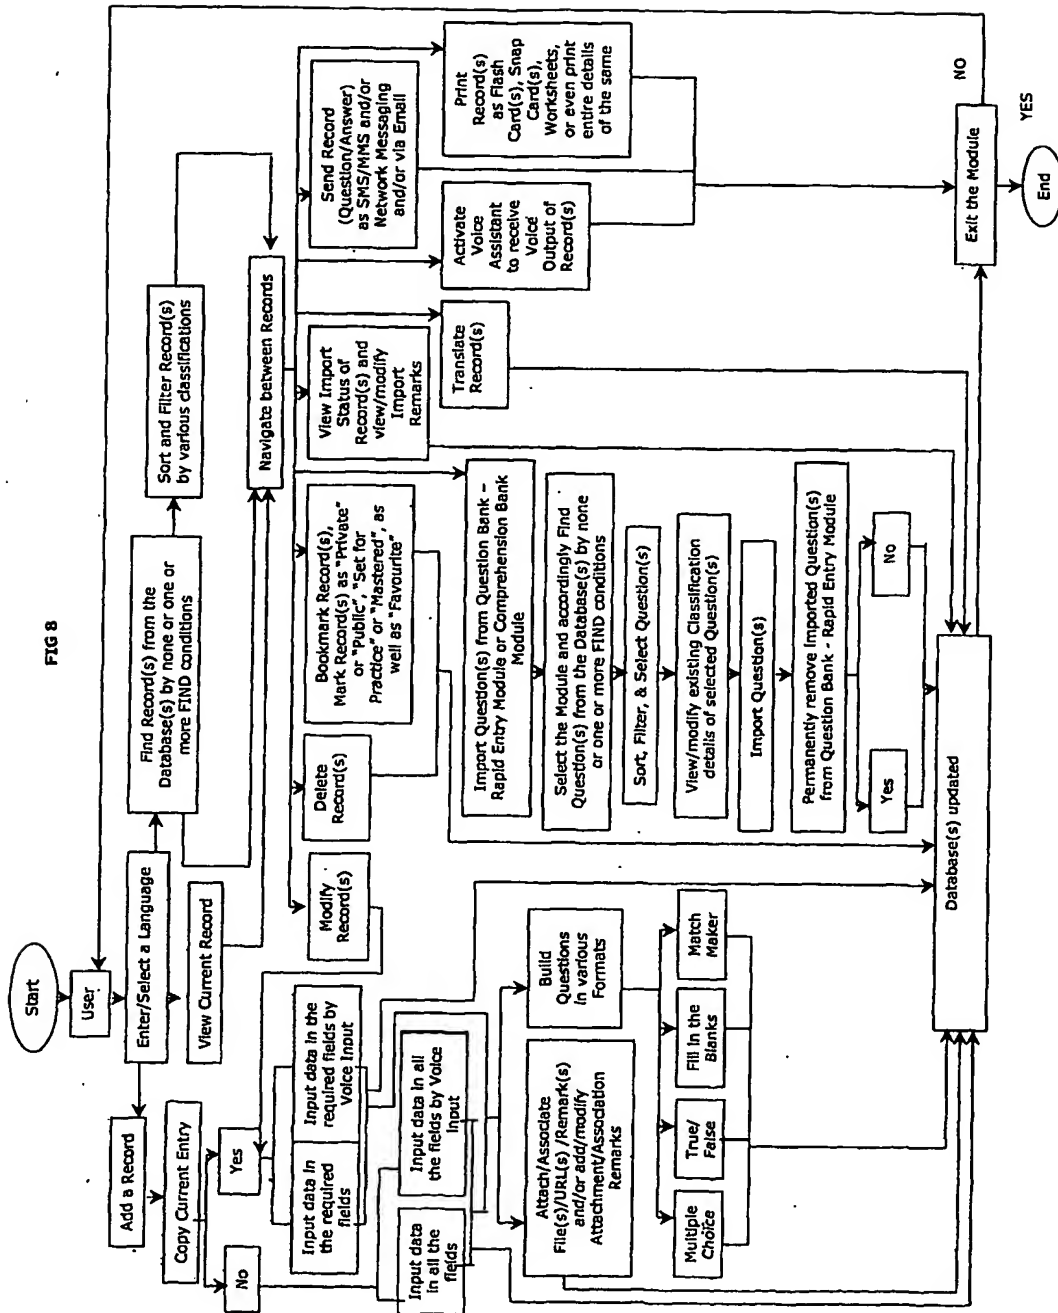 FIG 8
Start
User
Enter/Select a Language
Add a Record
View Current Record
Find Record(s) from the
Database(s) by none or one or
more FIND conditions
Sort and Filter Record(s)
by various classifications
Navigate between Records
Copy Current Entry
Yes
No
Input data in
the required
fields
Input data in the
required fields by
Voice Input
Input data
in all the
fields
Input data in all
the fields by Voice
Input
Modify
Record(s)
Delete
Record(s)
Bookmark Record(s),
Mark Record(s) as "Private"
or "Public", "Set for
Practice" or "Mastered", as
well as "Favourite"
View Import
Status of
Record(s) and
view/modify
Import
Remarks
Send Record
(Question/Answer)
as SMS/MMS and/or
Network Messaging
and/or via Email
Translate
Record(s)
Activate
Voice
Assistant
to receive
Voice
Output of
Record(s)
Print
Record(s)
as Flash
Card(s), Snap
Card(s),
Worksheets,
or even print
entire details
of the same
Import Question(s) from Question Bank –
Rapid Entry Module or Comprehension Bank
Module
Select the Module and accordingly Find
Question(s) from the Database(s) by none
or one or more FIND conditions
Sort, Filter, & Select Question(s)
View/modify existing Classification
details of selected Question(s)
Import Question(s)
Permanently remove Imported Question(s)
from Question Bank - Rapid Entry Module
Yes
No
Attach/Associate
File(s)/URL(s) /Remark(s)
and/or add/modify
Attachment/Association
Remarks
Build
Questions
in various
Formats
Multiple
Choice
True/
False
Fill in the
Blanks
Match
Maker
Database(s) updated
Exit the Module
NO
YES
End